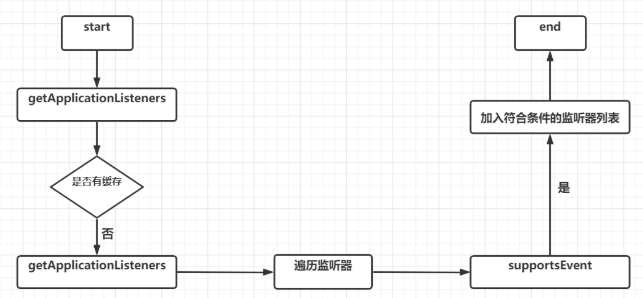 start
getApplicationListeners
是否有缓存
否
getApplicationListeners
遍历监听器
supportsEvent
是
加入符合条件的监听器列表
end